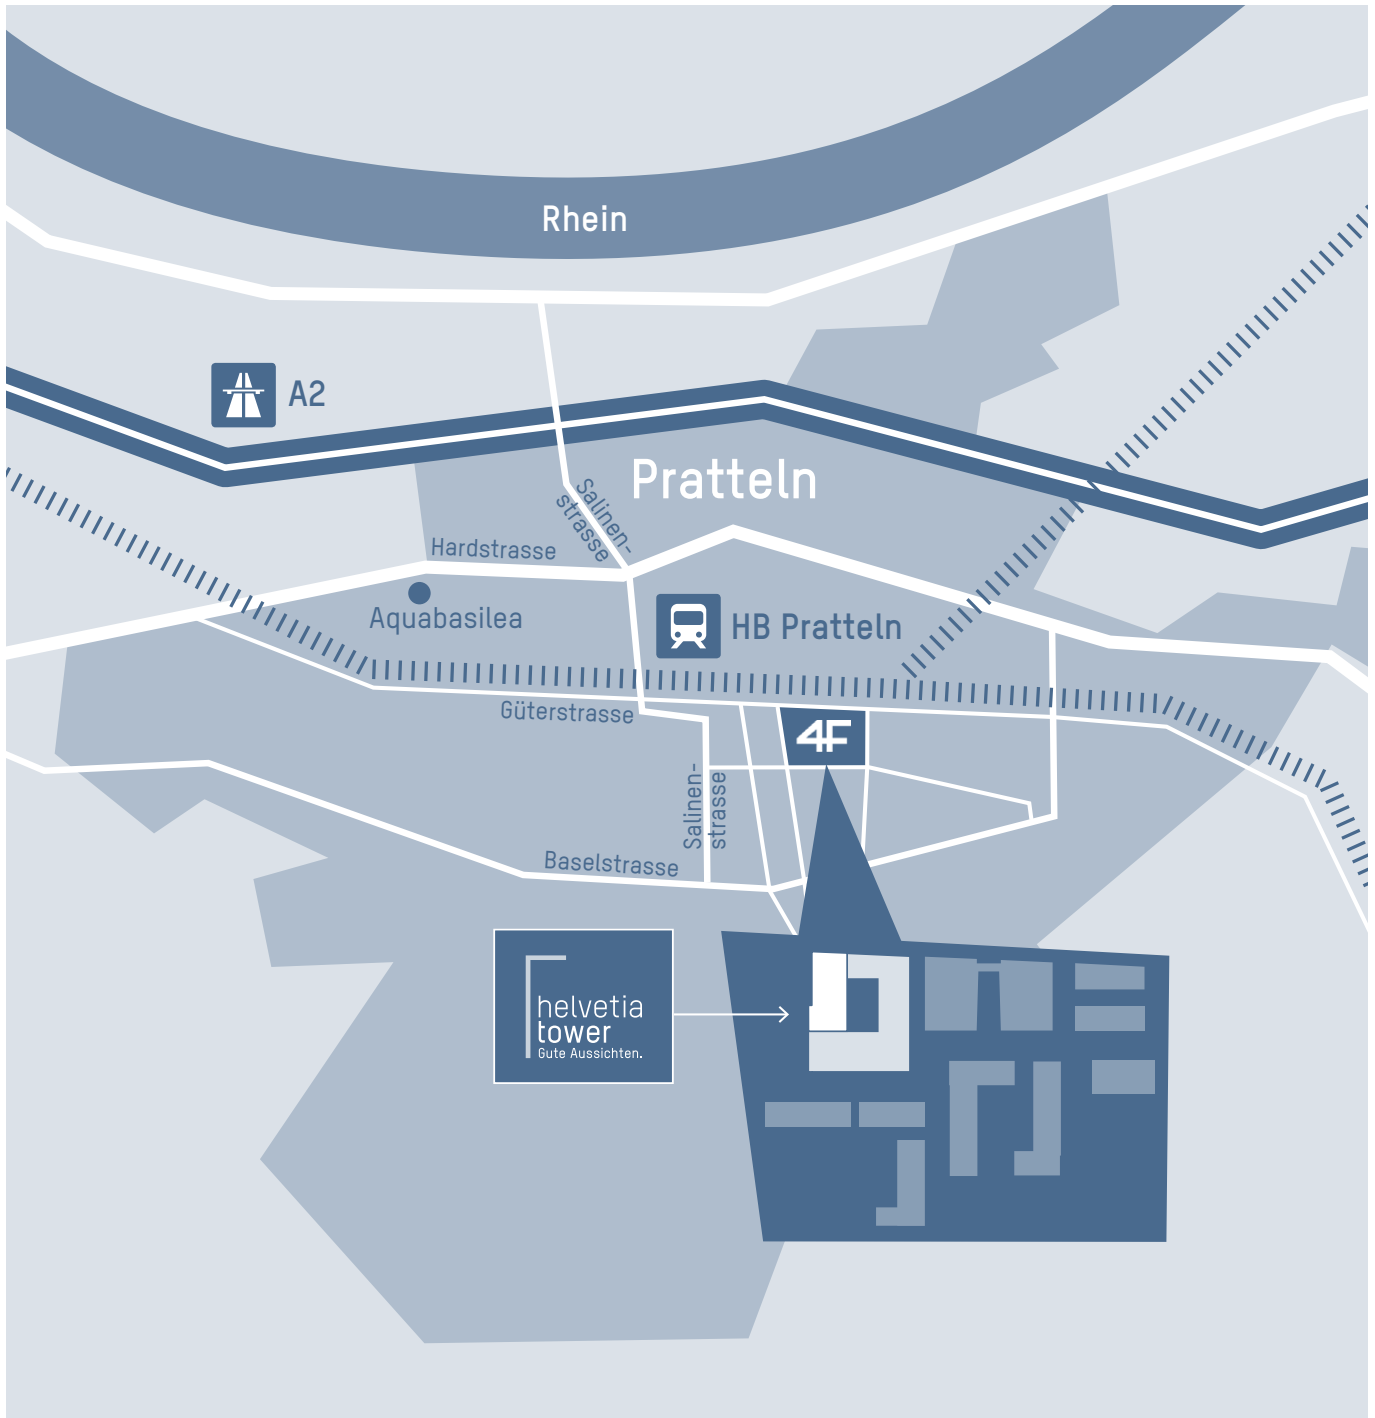 Rhein
A2
Pratteln
Salinen-
strasse
Hardstrasse
Aquabasilea
HB Pratteln
Güterstrasse
4F
Salinen-
strasse
Baselstrasse
helvetia
tower
Gute Aussichten.